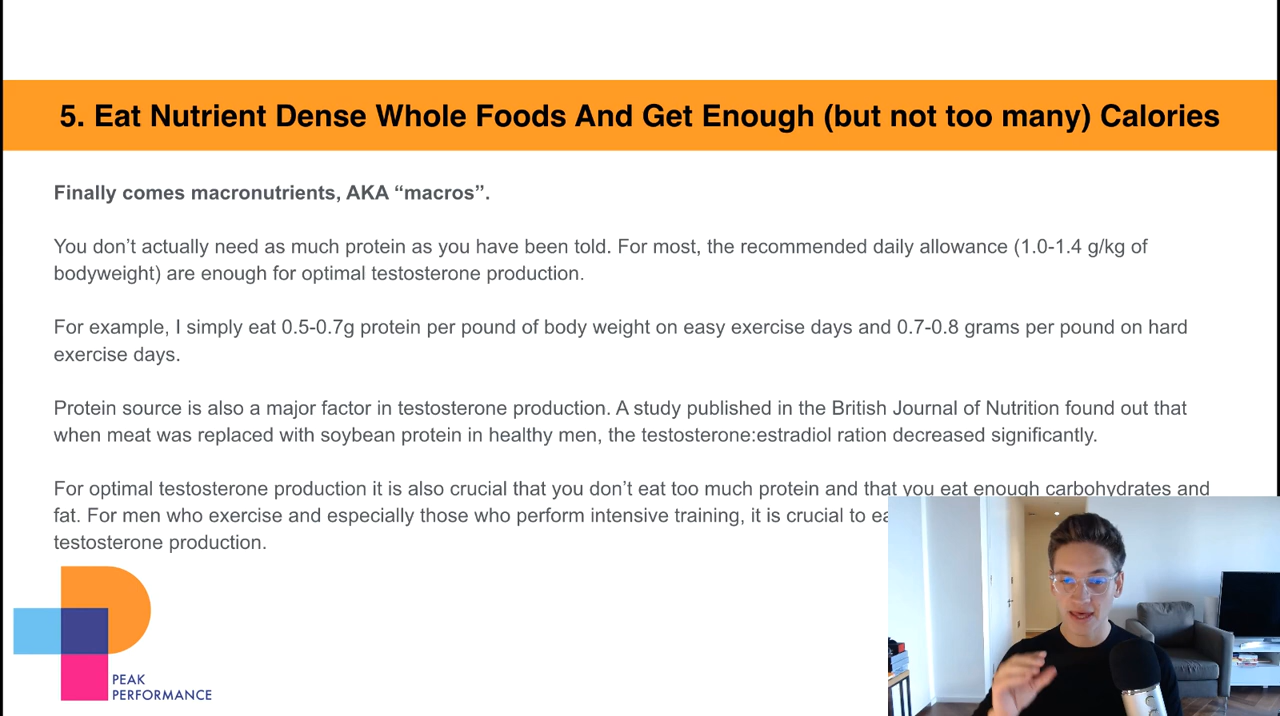 5. Eat Nutrient Dense Whole Foods And Get Enough (but not too many) Calories
Finally comes macronutrients, AKA “macros”.
You don’t actually need as much protein as you have been told. For most, the recommended daily allowance (1.0-1.4 g/kg of
bodyweight) are enough for optimal testosterone production.
For example, I simply eat 0.5-0.7g protein per pound of body weight on easy exercise days and 0.7-0.8 grams per pound on hard
exercise days.
Protein source is also a major factor in testosterone production. A study published in the British Journal of Nutrition found out that
when meat was replaced with soybean protein in healthy men, the testosterone:estradiol ration decreased significantly.
For optimal testosterone production it is also crucial that you don’t eat too much protein and that you eat enough carbohydrates and
fat. For men who exercise and especially those who perform intensive training, it is crucial to
testosterone production.
PEAK
PERFORMANCE